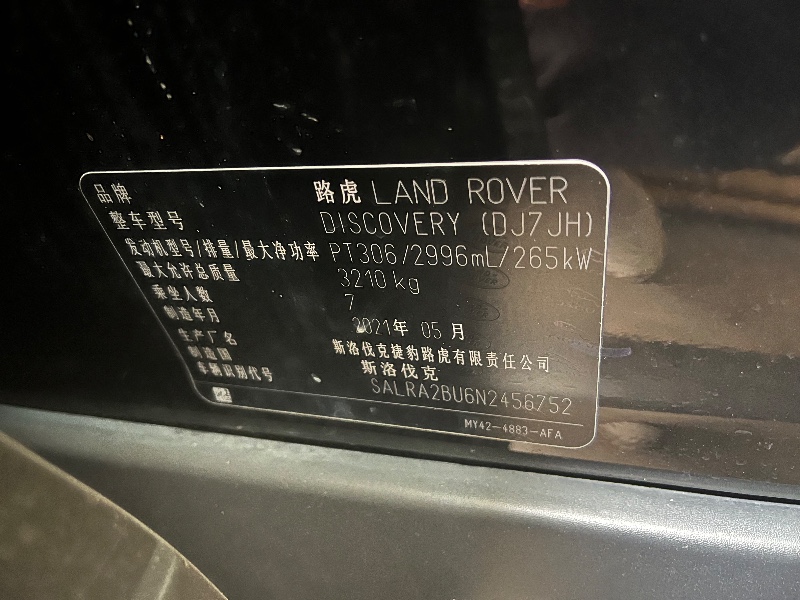 品牌 路虎 LAND ROVER
整车型号 DISCOVERY (DJ7JH)
发动机型号/排量/最大净功率 PT306/2996mL/265kW
最大允许总质量 3210 kg
乘坐人数 7
制造年月 2021年 05 月
生产厂名 斯洛伐克捷豹路虎有限责任公司
制造国 斯洛伐克
车辆识别代号 SALRA2BU6N2456752
MY42-4883-AFA